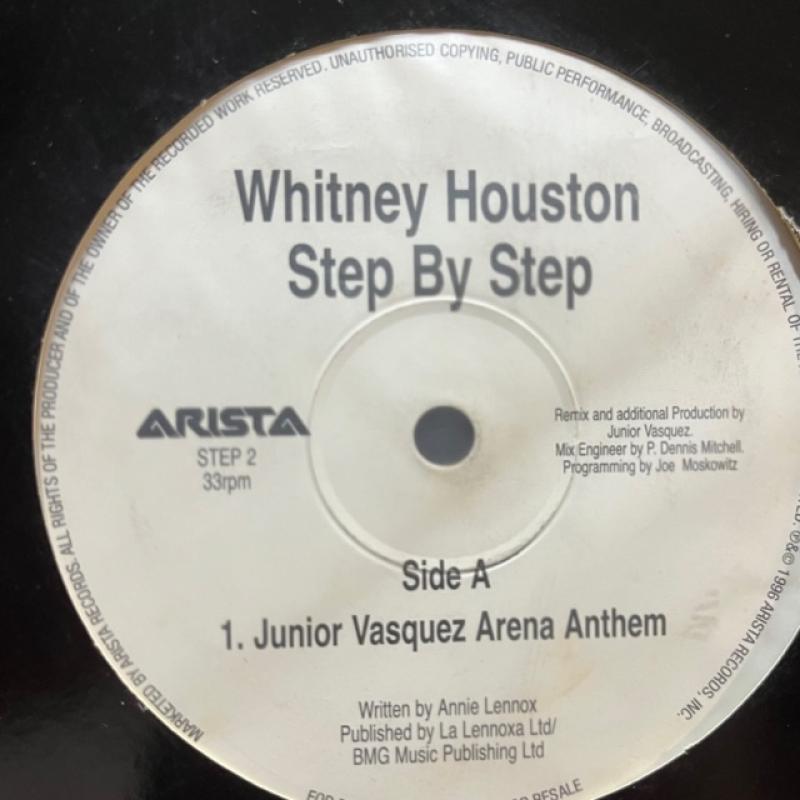 MARKETED BY ARISTA RECORDS. ALL RIGHTS OF THE PRODUCER AND OF THE OWNER OF THE RECORDED WORK RESERVED. UNAUTHORISED COPYING, PUBLIC PERFORMANCE, BROADCASTING, HIRING OR RENTAL OF
℗&© 1996 ARISTA RECORDS, INC.
Whitney Houston
Step By Step
ARISTA
STEP 2
33rpm
Remix and additional Production by
Junior Vasquez.
Mix Engineer by P. Dennis Mitchell.
Programming by Joe Moskowitz
Side A
1. Junior Vasquez Arena Anthem
Written by Annie Lennox
Published by La Lennoxa Ltd/
BMG Music Publishing Ltd
RESALE